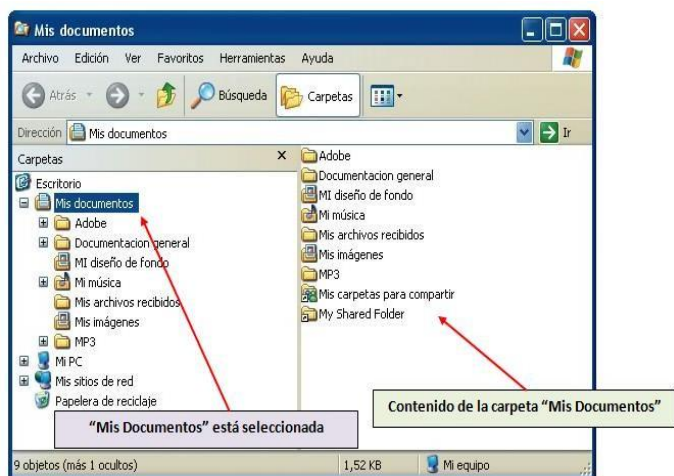 Mis documentos
Archivo Edición Ver Favoritos Herramientas Ayuda
Atrás Búsqueda Carpetas
Dirección Mis documentos Ir
Carpetas X
Escritorio
Mis documentos
Adobe
Documentacion general
MI diseño de fondo
Mi música
Mis archivos recibidos
Mis imágenes
MP3
Mi PC
Mis sitios de red
Papelera de reciclaje
Adobe
Documentacion general
MI diseño de fondo
Mi música
Mis archivos recibidos
Mis imágenes
MP3
Mis carpetas para compartir
My Shared Folder
Contenido de la carpeta “Mis Documentos”
“Mis Documentos” está seleccionada
9 objetos (más 1 ocultos) 1,52 KB Mi equipo